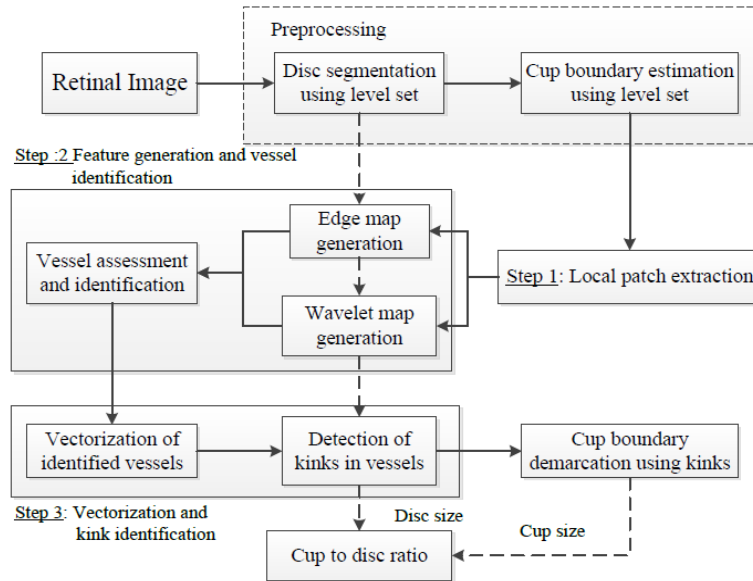 Preprocessing
Retinal Image
Disc segmentation
using level set
Cup boundary estimation
using level set
Step :2 Feature generation and vessel
identification
Edge map
generation
Vessel assessment
and identification
Step 1: Local patch extraction
Wavelet map
generation
Vectorization of
identified vessels
Detection of
kinks in vessels
Cup boundary
demarcation using kinks
Step 3: Vectorization and
kink identification
Disc size
Cup size
Cup to disc ratio